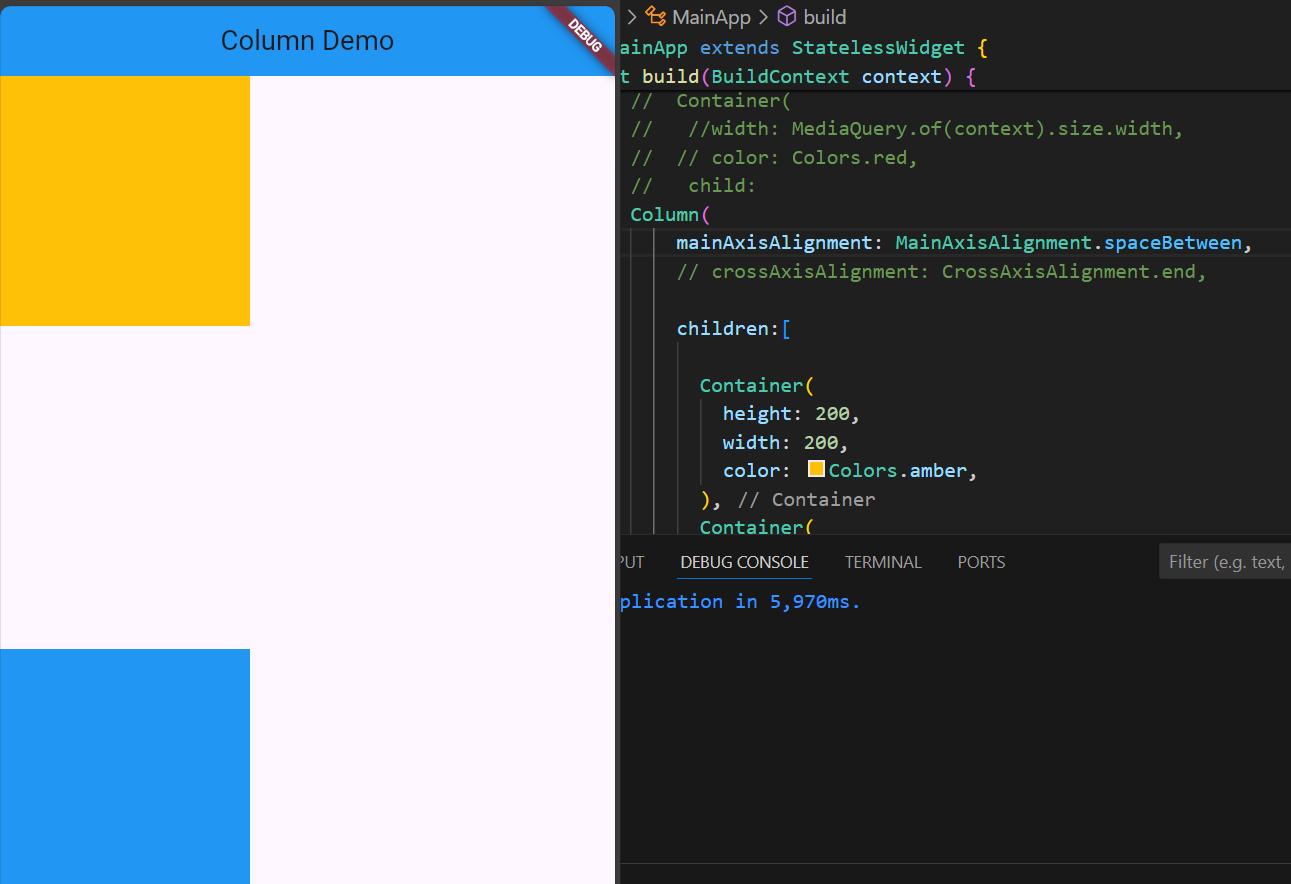 Column Demo
DEBUG
MainApp build
ainApp extends StatelessWidget {
t build(BuildContext context) {
// Container(
// //width: MediaQuery.of(context).size.width,
// // color: Colors.red,
// child:
Column(
mainAxisAlignment: MainAxisAlignment.spaceBetween,
// crossAxisAlignment: CrossAxisAlignment.end,
children:[
Container(
height: 200,
width: 200,
color: Colors.amber,
), // Container
Container(
PUT DEBUG CONSOLE TERMINAL PORTS Filter (e.g. text,
plication in 5,970ms.